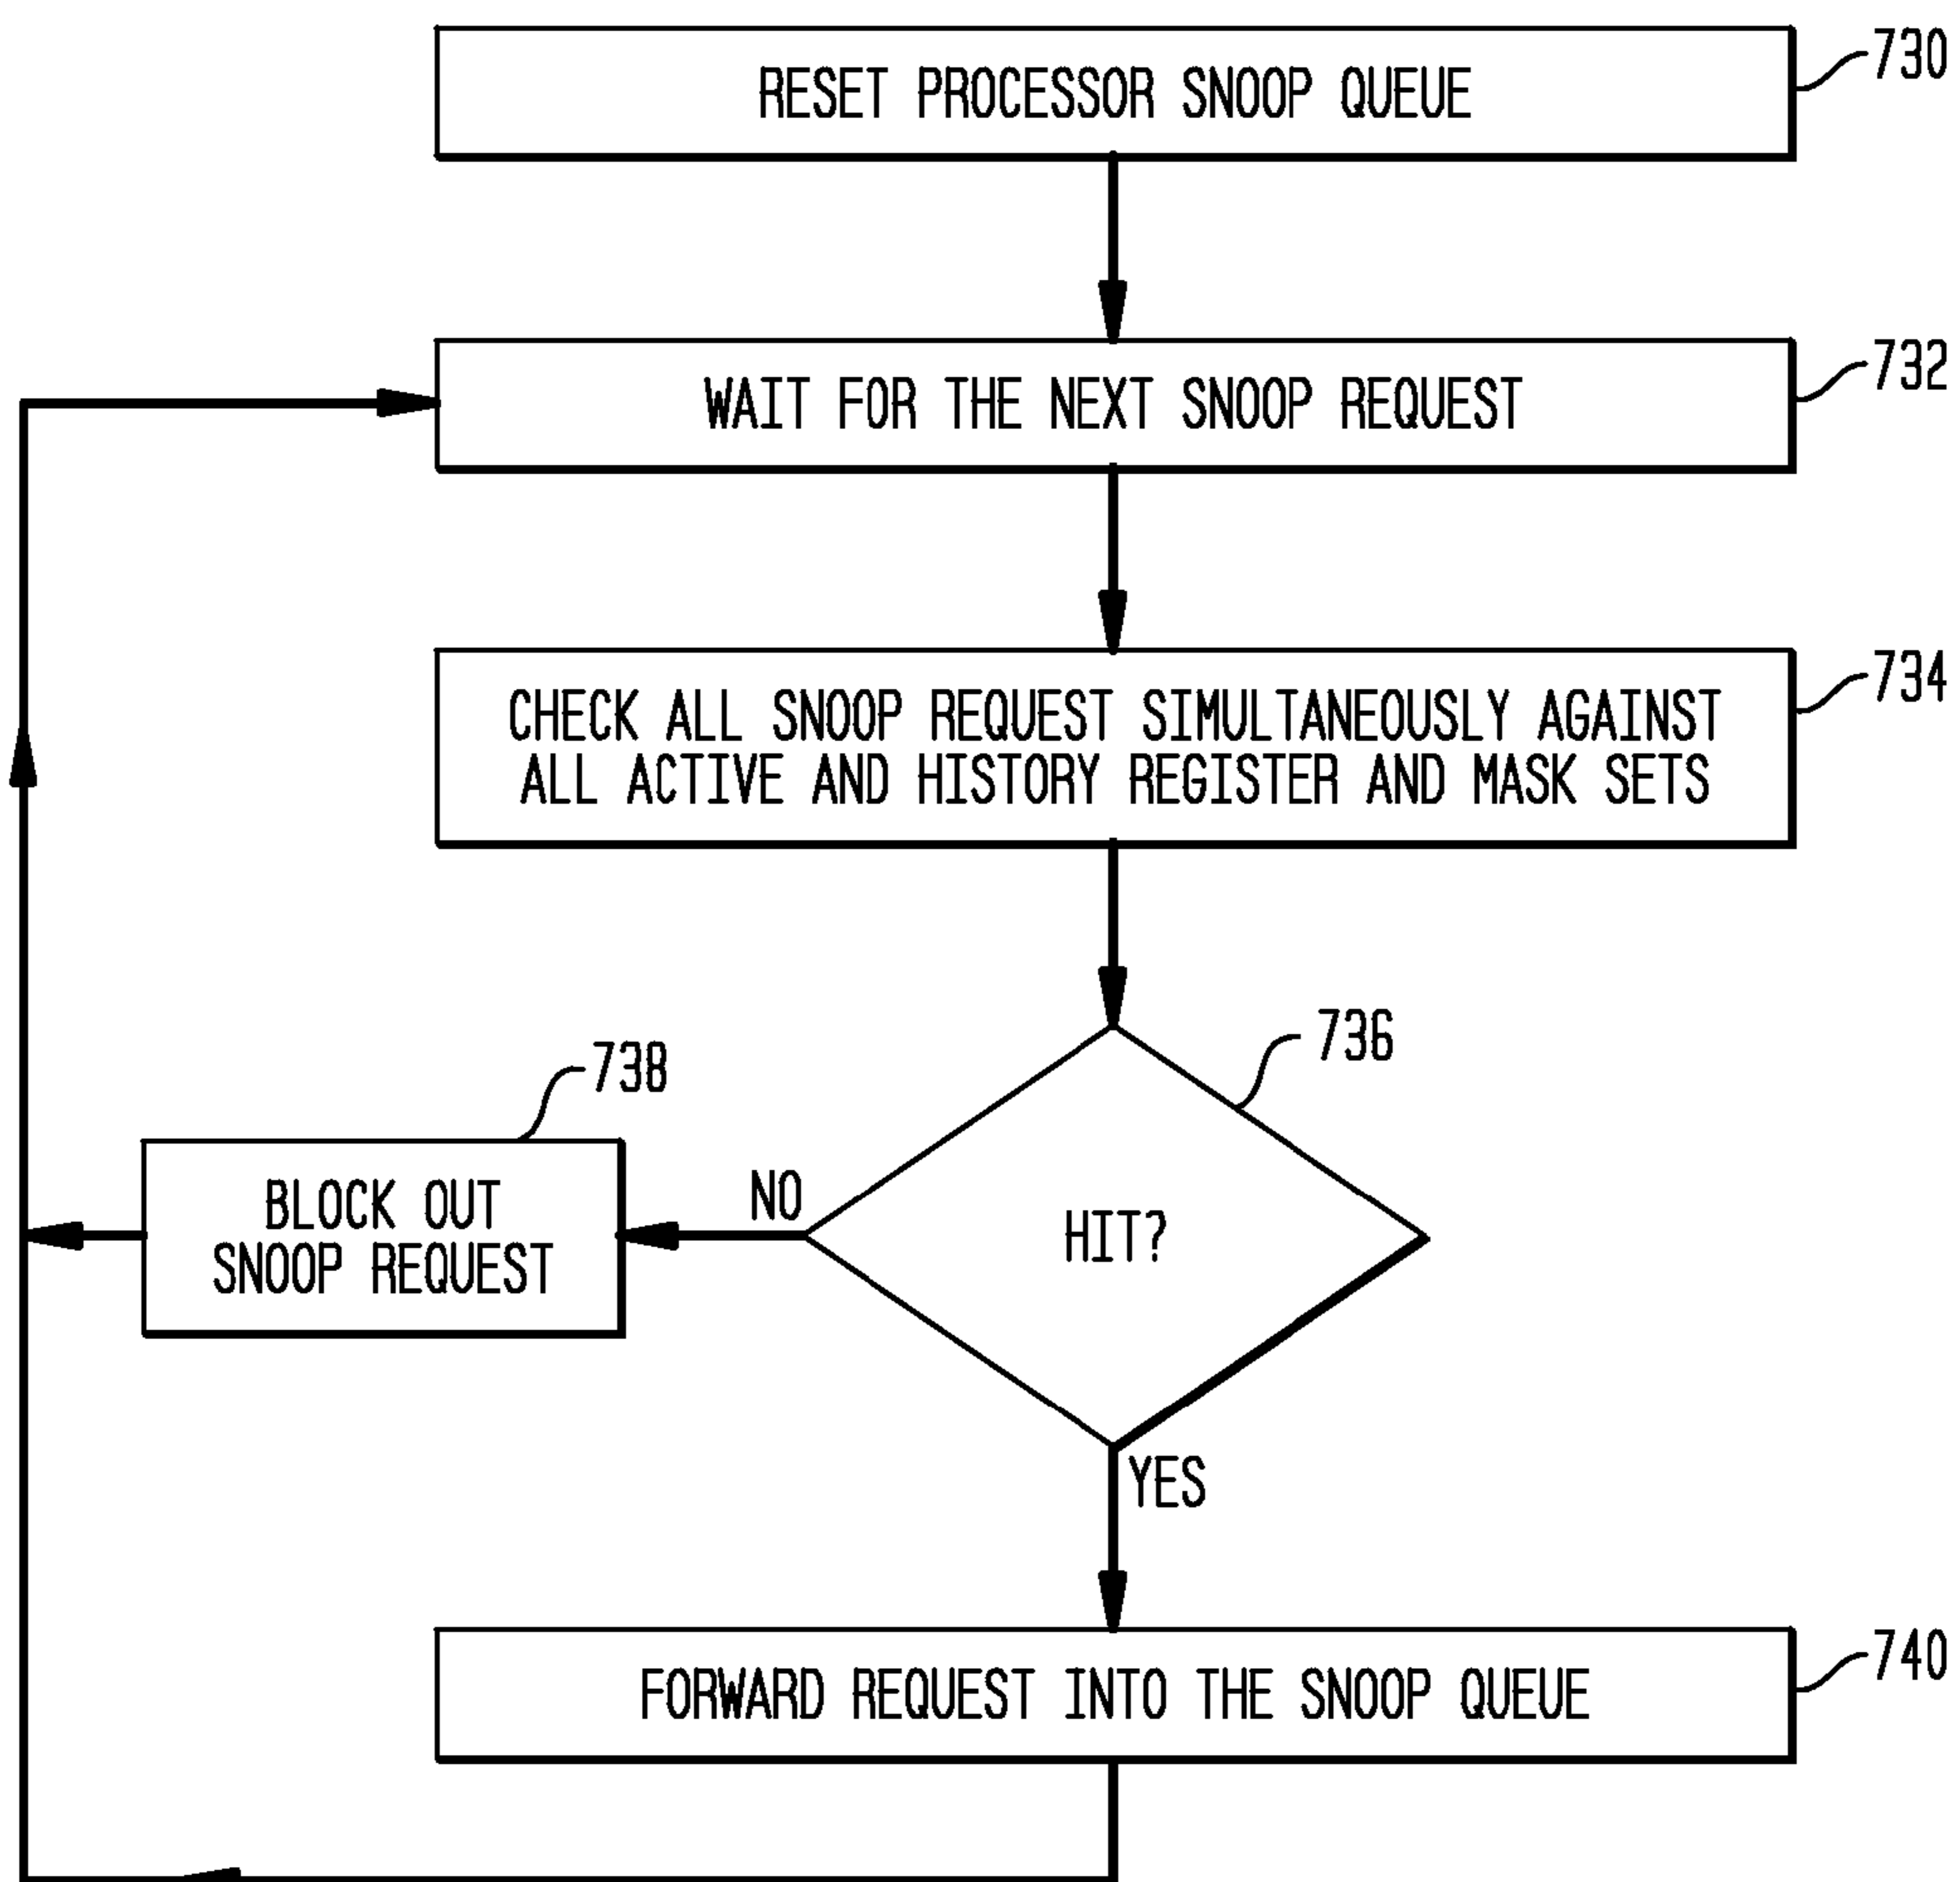 RESET PROCESSOR SNOOP QUEUE
730
WAIT FOR THE NEXT SNOOP REQUEST
732
CHECK ALL SNOOP REQUEST SIMULTANEOUSLY AGAINST
ALL ACTIVE AND HISTORY REGISTER AND MASK SETS
734
736
738
BLOCK OUT
SNOOP REQUEST
NO
HIT?
YES
FORWARD REQUEST INTO THE SNOOP QUEUE
740